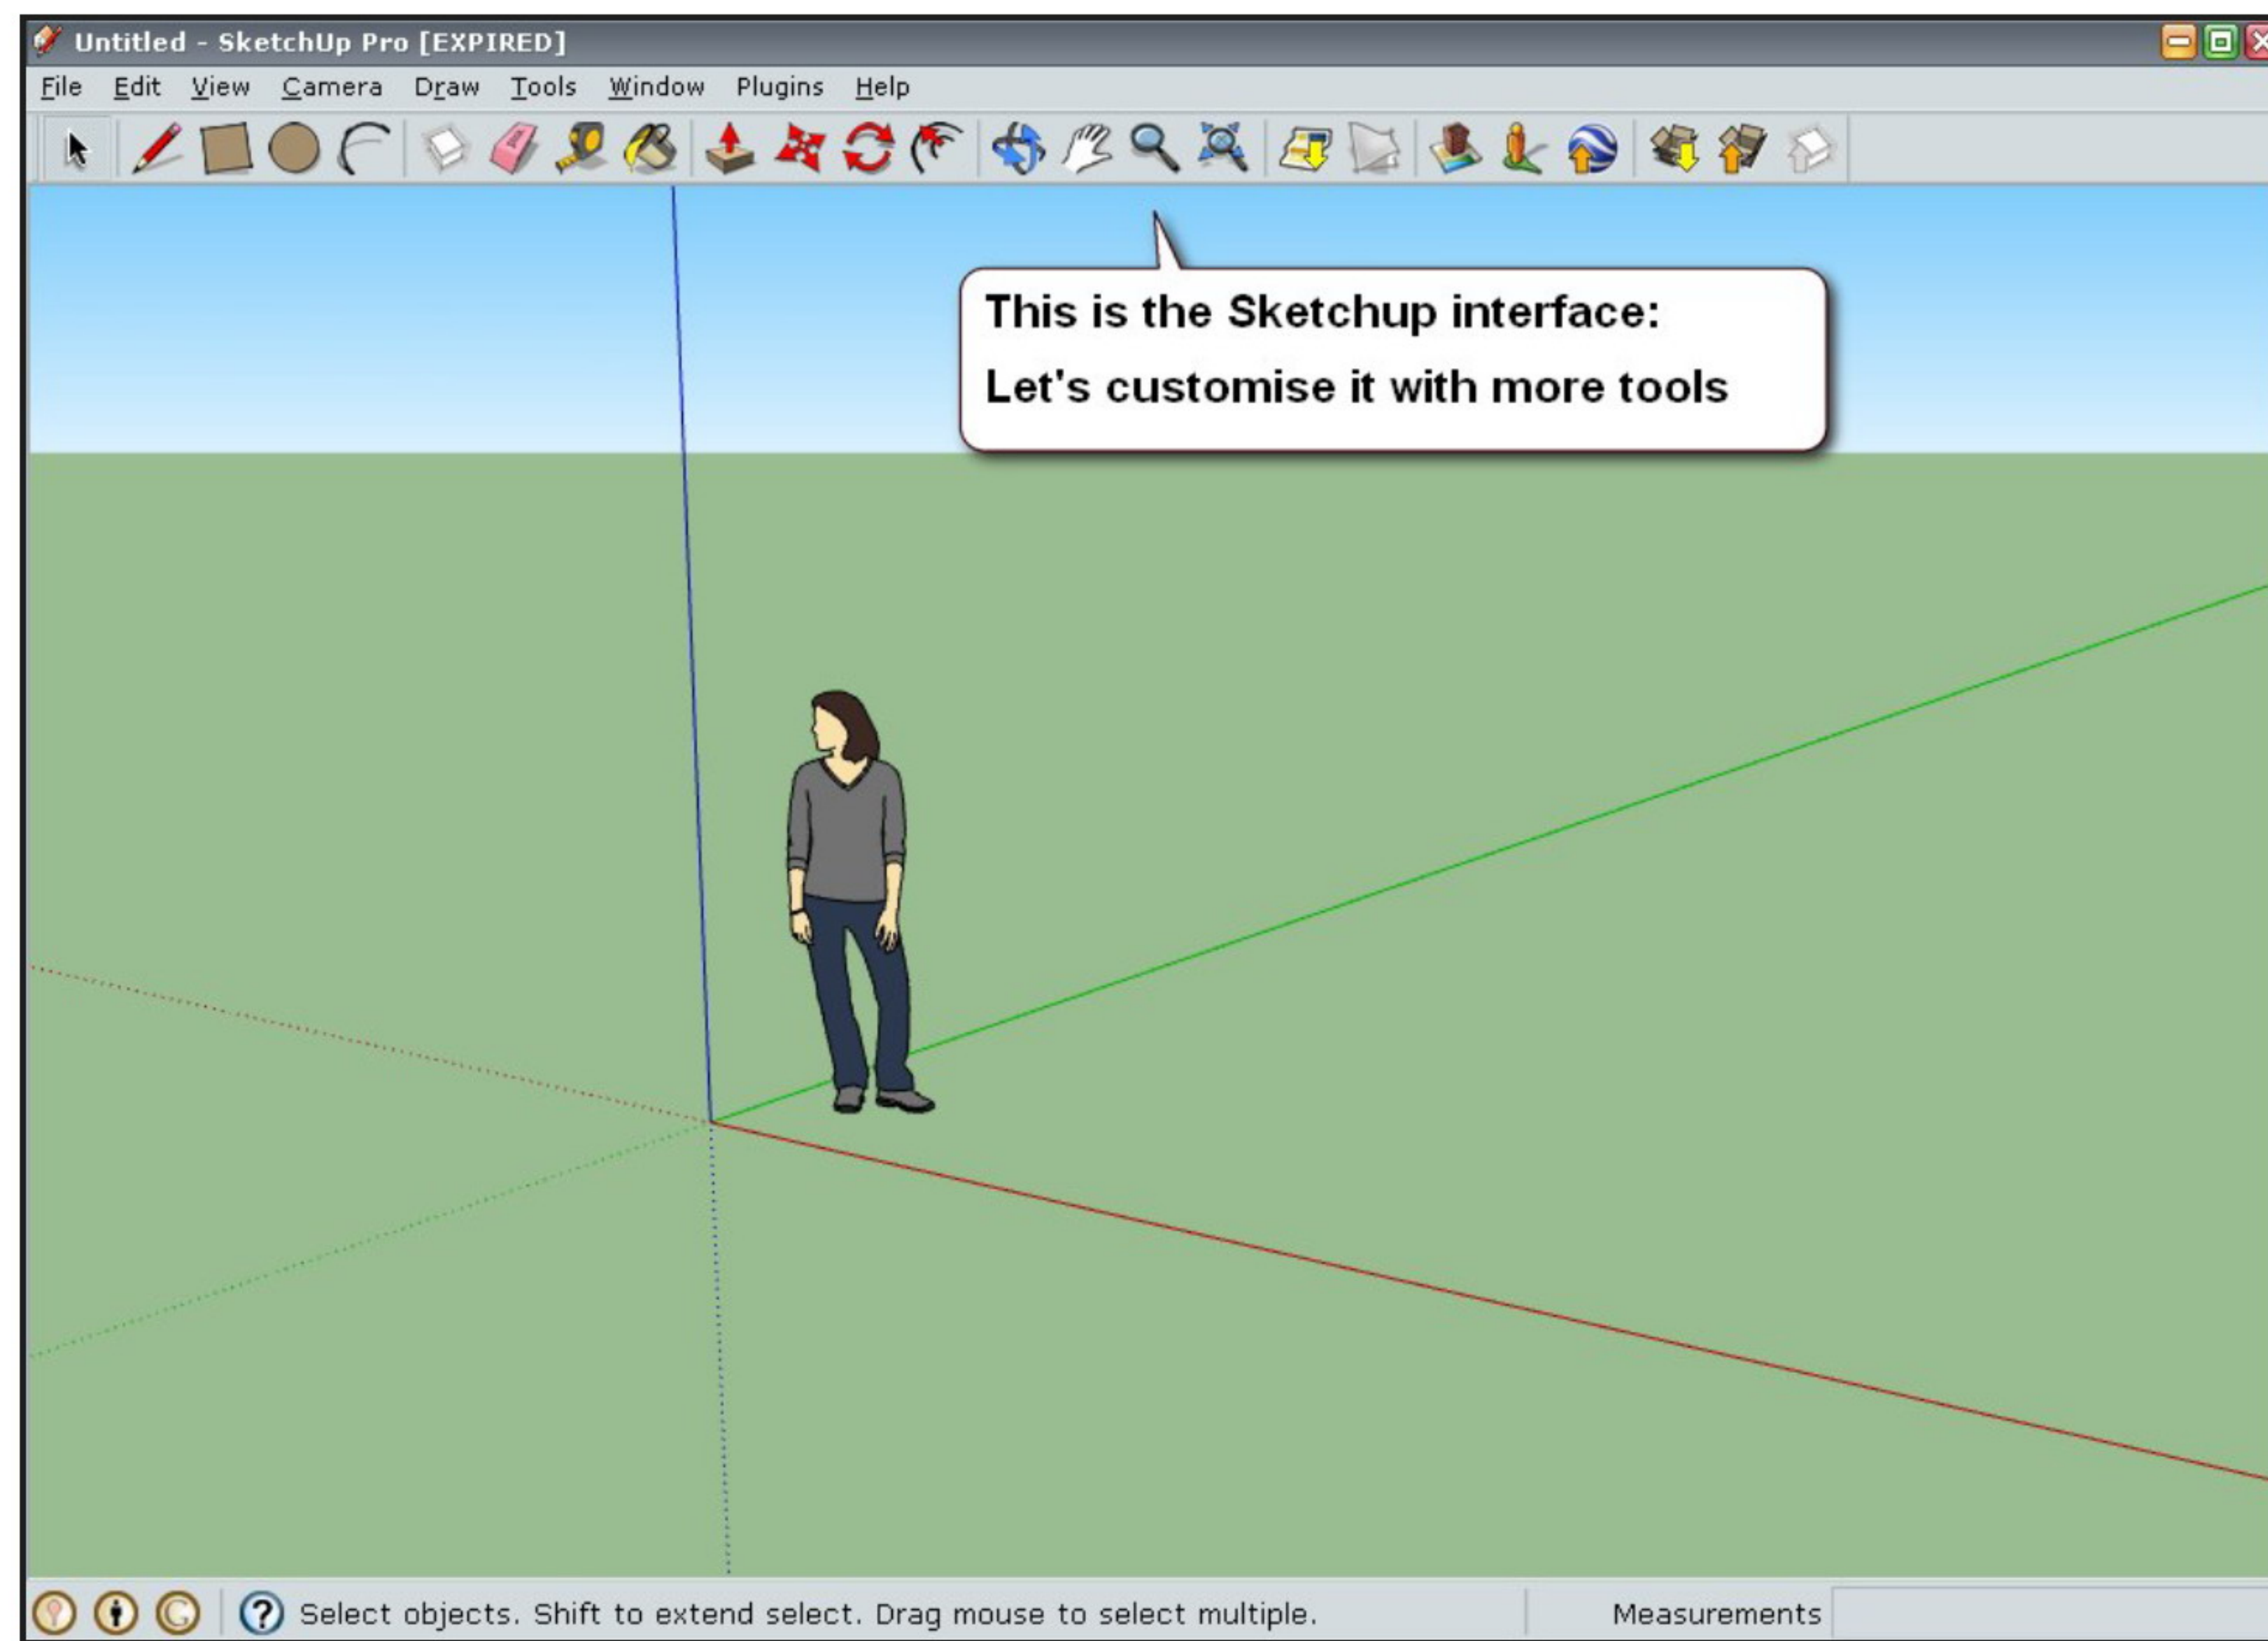 Untitled - SketchUp Pro [EXPIRED]
File Edit View Camera Draw Tools Window Plugins Help
This is the Sketchup interface:
Let's customise it with more tools
Select objects. Shift to extend select. Drag mouse to select multiple. Measurements